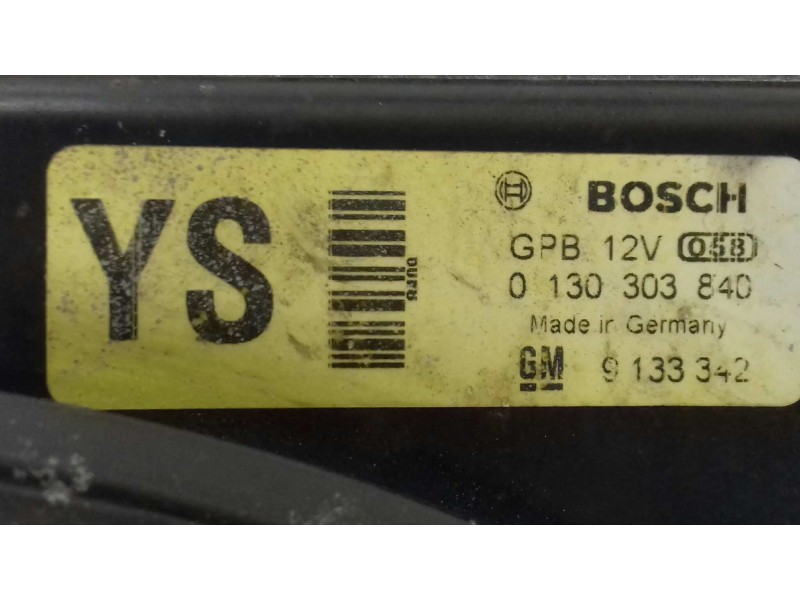 YS
BOSCH
GPB 12V 058
0 130 303 840
Made in Germany
GM 9 133 342